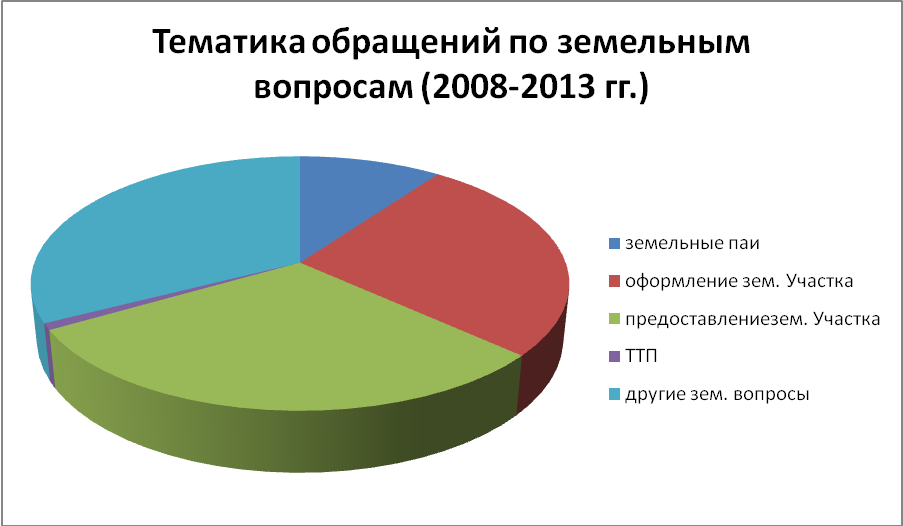 Тематика обращений по земельным
вопросам (2008-2013 гг.)
земельные паи
оформление зем. Участка
предоставлениезем. Участка
ТТП
другие зем. вопросы